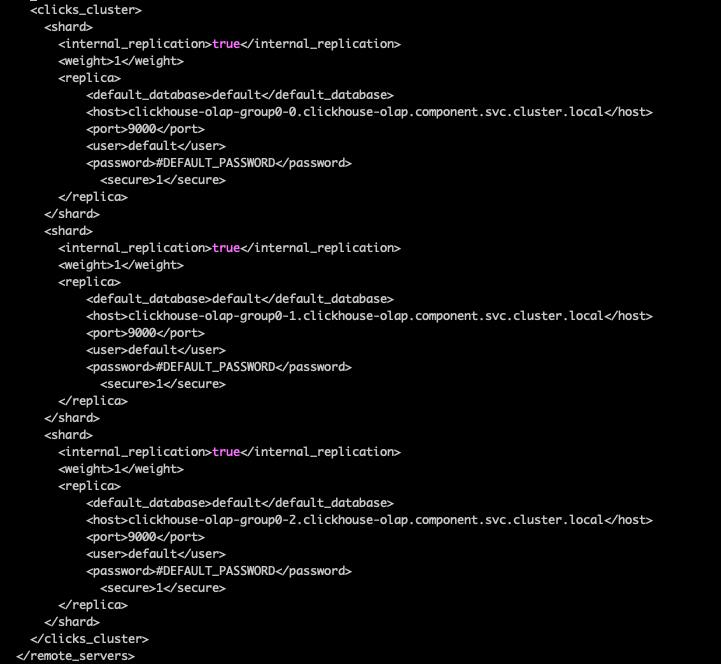 <clicks_cluster>
<shard>
<internal_replication>true</internal_replication>
<weight>1</weight>
<replica>
<default_database>default</default_database>
<host>clickhouse-olap-group0-0.clickhouse-olap.component.svc.cluster.local</host>
<port>9000</port>
<user>default</user>
<password>#DEFAULT_PASSWORD</password>
<secure>1</secure>
</replica>
</shard>
<shard>
<internal_replication>true</internal_replication>
<weight>1</weight>
<replica>
<default_database>default</default_database>
<host>clickhouse-olap-group0-1.clickhouse-olap.component.svc.cluster.local</host>
<port>9000</port>
<user>default</user>
<password>#DEFAULT_PASSWORD</password>
<secure>1</secure>
</replica>
</shard>
<shard>
<internal_replication>true</internal_replication>
<weight>1</weight>
<replica>
<default_database>default</default_database>
<host>clickhouse-olap-group0-2.clickhouse-olap.component.svc.cluster.local</host>
<port>9000</port>
<user>default</user>
<password>#DEFAULT_PASSWORD</password>
<secure>1</secure>
</replica>
</shard>
</clicks_cluster>
</remote_servers>